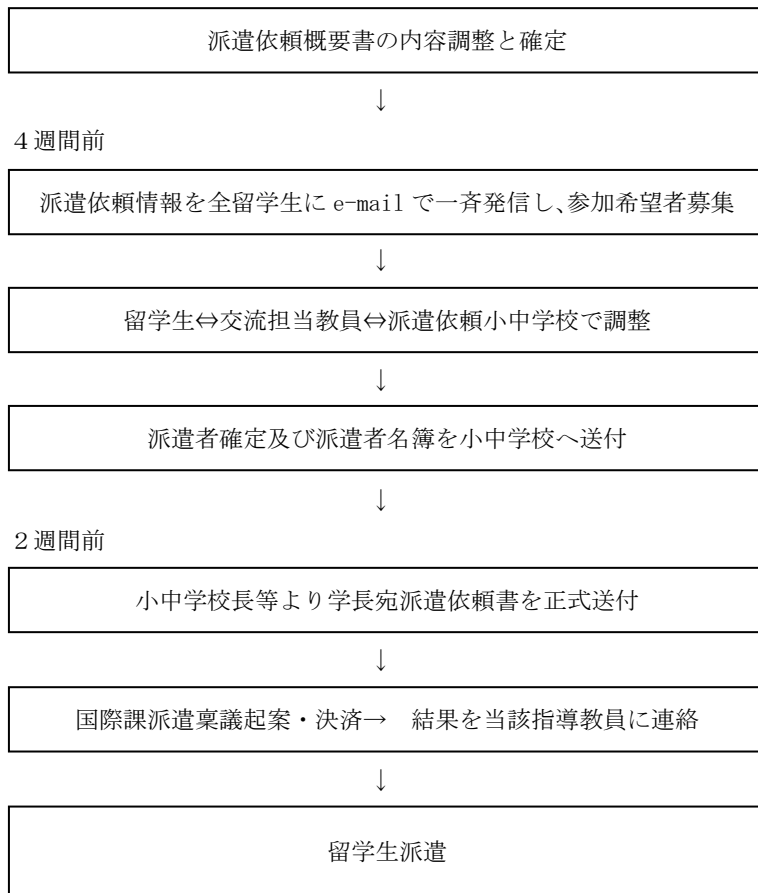 派遣依頼概要書の内容調整と確定
↓
４週間前
派遣依頼情報を全留学生に e-mail で一斉発信し、参加希望者募集
↓
留学生⇔交流担当教員⇔派遣依頼小中学校で調整
↓
派遣者確定及び派遣者名簿を小中学校へ送付
↓
２週間前
小中学校長等より学長宛派遣依頼書を正式送付
↓
国際課派遣稟議起案・決済→　結果を当該指導教員に連絡
↓
留学生派遣